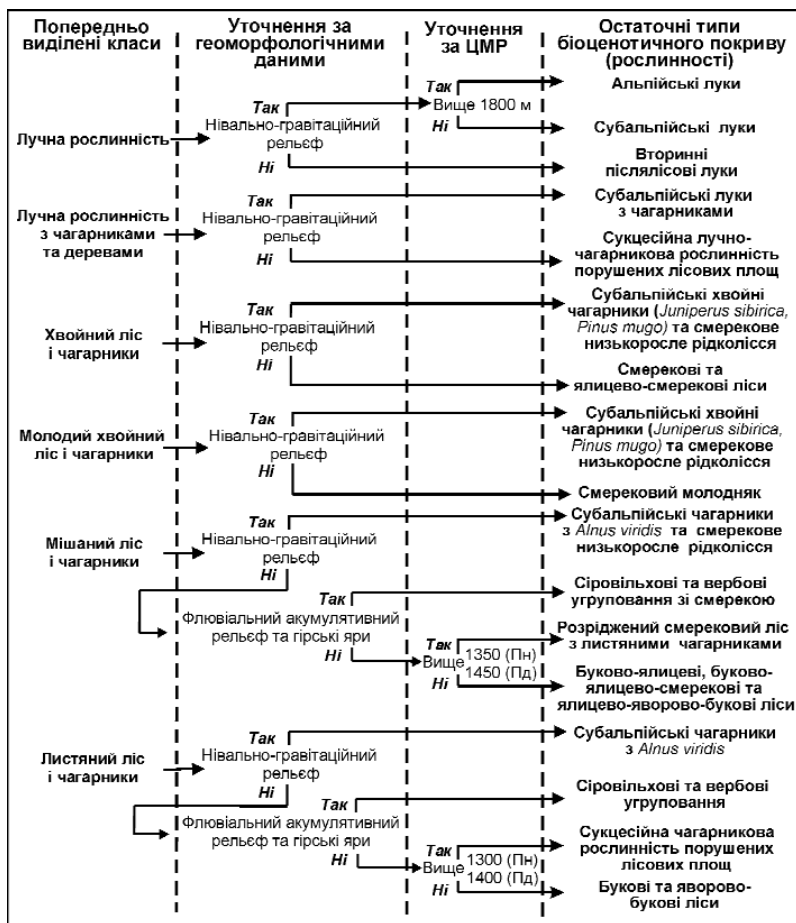 Попередньо виділені класи
Уточнення за геоморфологічними даними
Уточнення за ЦМР
Остаточні типи біоценотичного покриву (рослинності)
Лучна рослинність
Так
Нівально-гравітаційний
рельєф
Ні
Так
Вище 1800 м
Ні
Альпійські луки
Субальпійські луки
Вторинні
післялісові луки
Лучна рослинність
з чагарниками
та деревами
Так
Нівально-гравітаційний
рельєф
Ні
Субальпійські луки
з чагарниками
Сукцесійна лучно-
чагарникова рослинність
порушених лісових площ
Хвойний ліс
і чагарники
Так
Нівально-гравітаційний
рельєф
Ні
Субальпійські хвойні
чагарники (Juniperus sibirica,
Pinus mugo) та смерекове
низькоросле рідколісся
Смерекові та
ялицево-смерекові ліси
Молодий хвойний
ліс і чагарники
Так
Нівально-гравітаційний
рельєф
Ні
Субальпійські хвойні
чагарники (Juniperus sibirica,
Pinus mugo) та смерекове
низькоросле рідколісся
Смерековий молодняк
Мішаний ліс
і чагарники
Так
Нівально-гравітаційний
рельєф
Ні
Субальпійські чагарники
з Alnus viridis та смерекове
низькоросле рідколісся
Так
Флювіальний акумулятивний
рельєф та гірські яри
Ні
Сіровільхові та вербові
угруповання зі смерекою
Так
Вище 1350 (Пн)
1450 (Пд)
Ні
Розріджений смерековий ліс
з листяними чагарниками
Буково-ялицеві, буково-
ялицево-смерекові та
ялицево-яворово-букові ліси
Листяний ліс
і чагарники
Так
Нівально-гравітаційний
рельєф
Ні
Субальпійські чагарники
з Alnus viridis
Так
Флювіальний акумулятивний
рельєф та гірські яри
Ні
Сіровільхові та вербові
угруповання
Так
Вище 1300 (Пн)
1400 (Пд)
Ні
Сукцесійна чагарникова
рослинність порушених
лісових площ
Букові та яворово-
букові ліси